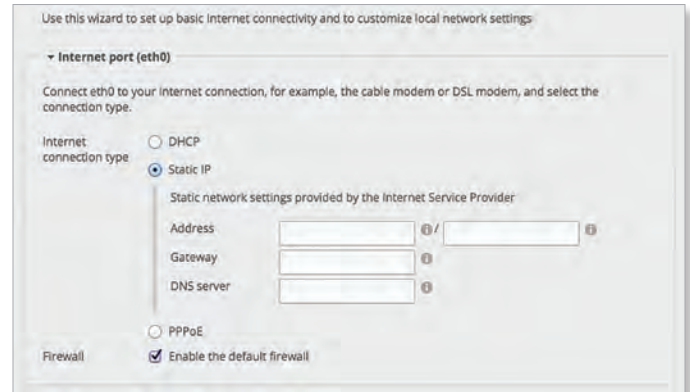 Use this wizard to set up basic Internet connectivity and to customize local network settings
Internet port (eth0)
Connect eth0 to your Internet connection, for example, the cable modem or DSL modem, and select the
connection type.
Internet
connection type
DHCP
Static IP
Static network settings provided by the Internet Service Provider
Address /
Gateway
DNS server
PPPoE
Firewall Enable the default firewall